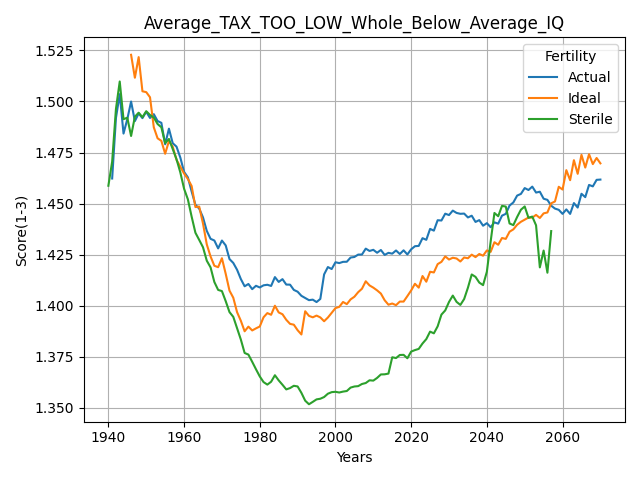 Average_TAX_TOO_LOW_Whole_Below_Average_IQ
Fertility
Actual
Ideal
Sterile
Score(1-3)
1.525
1.500
1.475
1.450
1.425
1.400
1.375
1.350
1940
1960
1980
2000
2020
2040
2060
Years